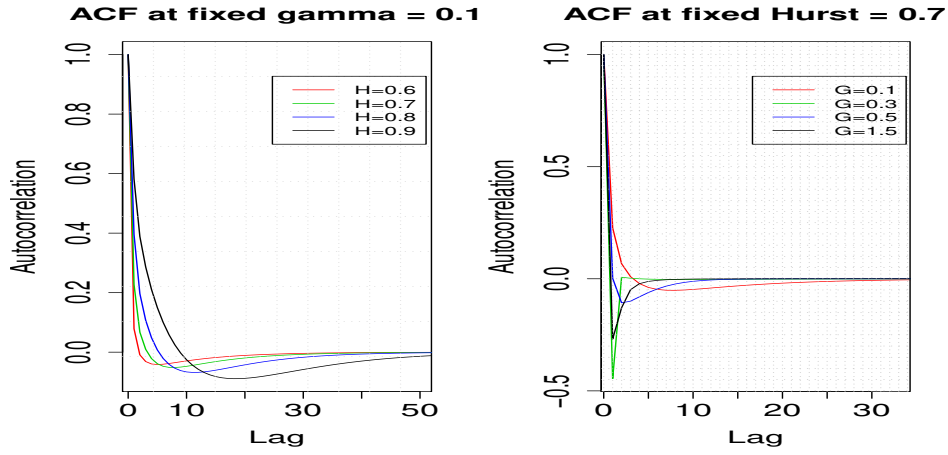 ACF at fixed gamma = 0.1
Autocorrelation
1.0
0.8
0.6
0.4
0.2
0.0
H=0.6
H=0.7
H=0.8
H=0.9
0
10
30
50
Lag
ACF at fixed Hurst = 0.7
Autocorrelation
1.0
0.5
0.0
−0.5
G=0.1
G=0.3
G=0.5
G=1.5
0
10
20
30
Lag